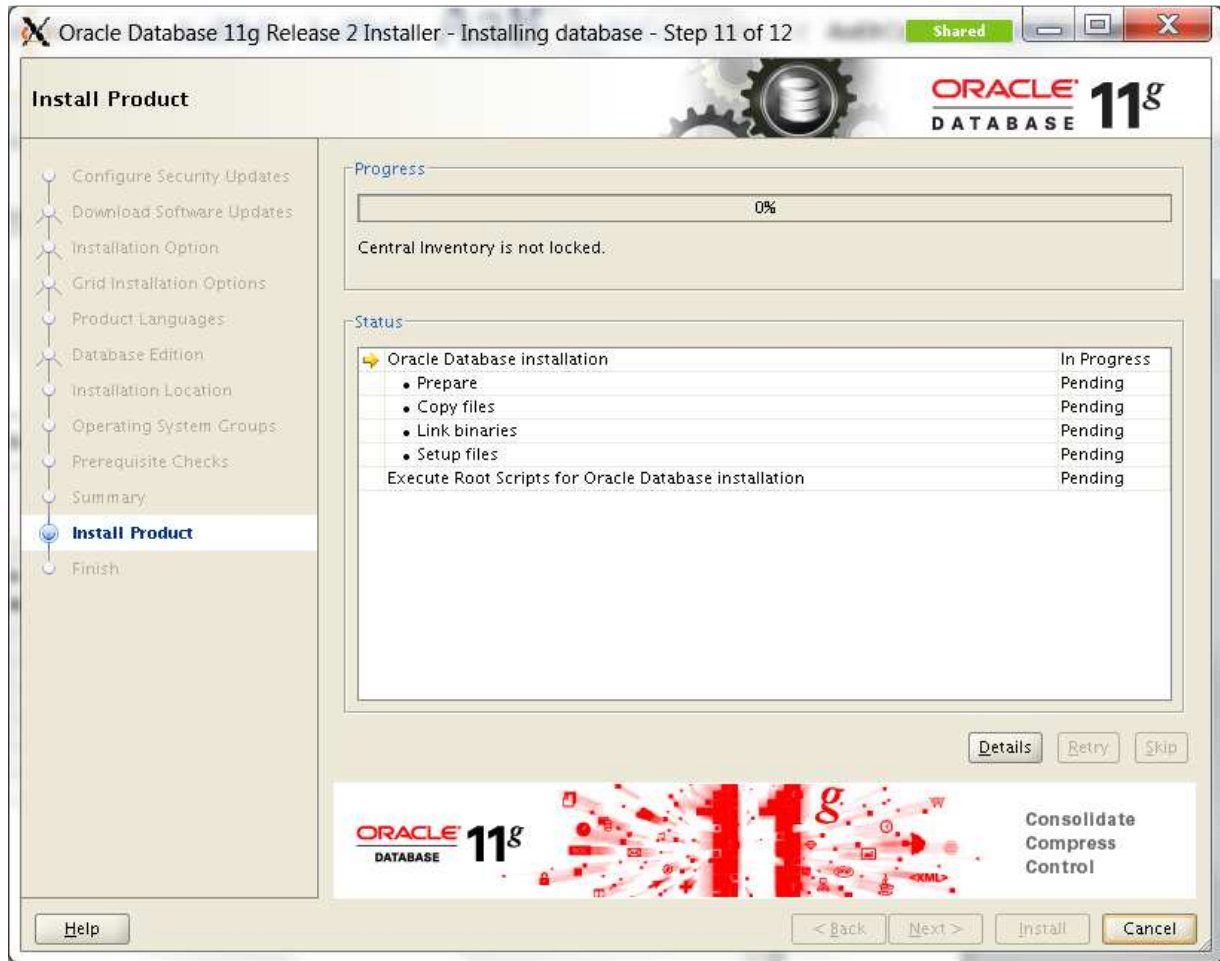 Oracle Database 11g Release 2 Installer - Installing database - Step 11 of 12
Shared
Install Product
ORACLE DATABASE 11g
Configure Security Updates
Download Software Updates
Installation Option
Grid Installation Options
Product Languages
Database Edition
Installation Location
Operating System Groups
Prerequisite Checks
Summary
Install Product
Finish
Progress
0%
Central Inventory is not locked.
Status
Oracle Database installation In Progress
• Prepare Pending
• Copy files Pending
• Link binaries Pending
• Setup files Pending
Execute Root Scripts for Oracle Database installation Pending
Details Retry Skip
ORACLE DATABASE 11g
11g
W
<XML>
Consolidate
Compress
Control
Help < Back Next > Install Cancel